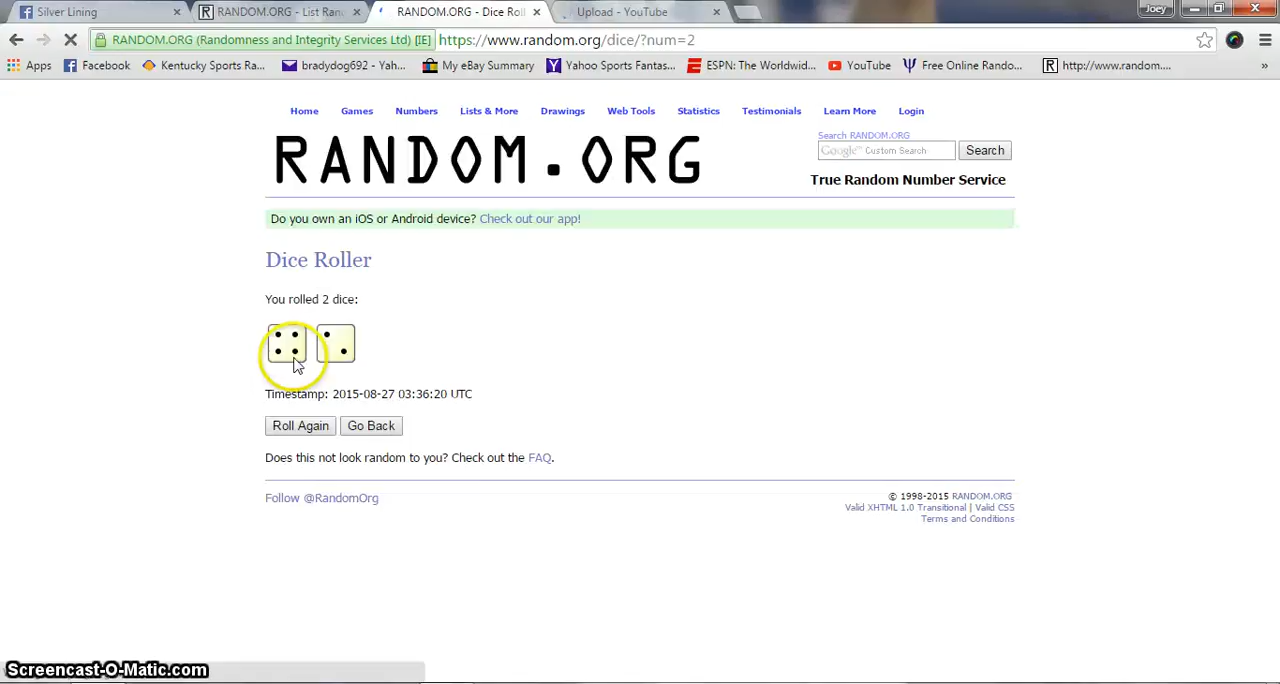 Silver Lining
RANDOM.ORG - List Ran
RANDOM.ORG - Dice Roll
Upload - YouTube
Joey
RANDOM.ORG (Randomness and Integrity Services Ltd) [IE]
https://www.random.org/dice/?num=2
Apps
Facebook
Kentucky Sports Ra...
bradydog692 - Yah...
My eBay Summary
Yahoo Sports Fantas...
ESPN: The Worldwid...
YouTube
Free Online Rando...
http://www.random....
»
Home Games Numbers Lists & More Drawings Web Tools Statistics Testimonials Learn More Login
RANDOM.ORG
Search RANDOM.ORG
Google™ Custom Search
Search
True Random Number Service
Do you own an iOS or Android device? Check out our app!
Dice Roller
You rolled 2 dice:
Timestamp: 2015-08-27 03:36:20 UTC
Roll Again
Go Back
Does this not look random to you? Check out the FAQ.
Follow @RandomOrg
© 1998-2015 RANDOM.ORG
Valid XHTML 1.0 Transitional | Valid CSS
Terms and Conditions
Screencast-O-Matic.com